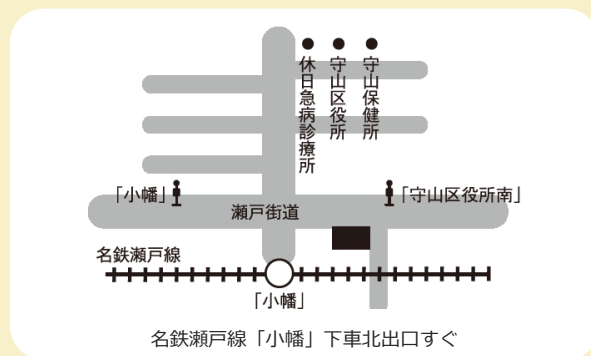 休日急病診療所
守山区役所
守山保健所
「小幡」
「守山区役所南」
瀬戸街道
名鉄瀬戸線
「小幡」
名鉄瀬戸線「小幡」下車北出口すぐ